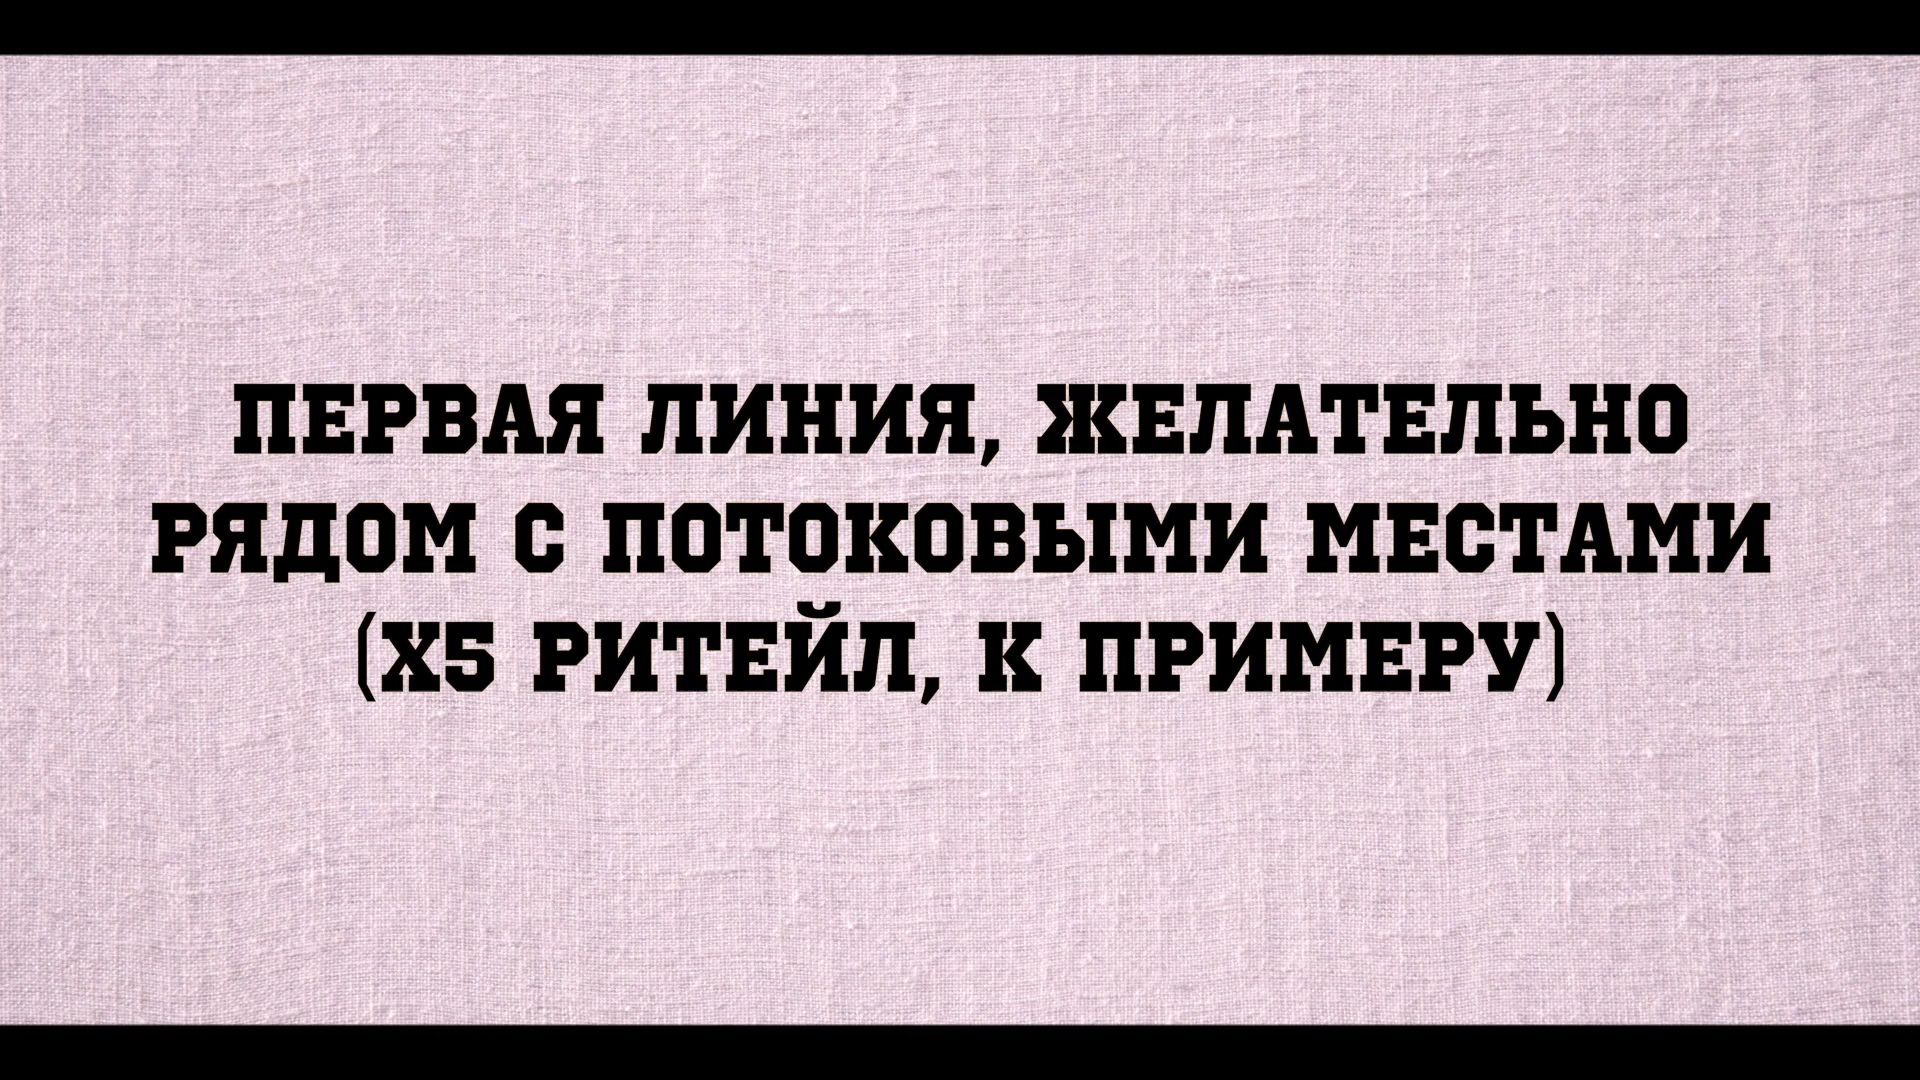 ПЕРВАЯ ЛИНИЯ, ЖЕЛАТЕЛЬНО
РЯДОМ С ПОТОКОВЫМИ МЕСТАМИ
(Х5 РИТЕЙЛ, К ПРИМЕРУ)